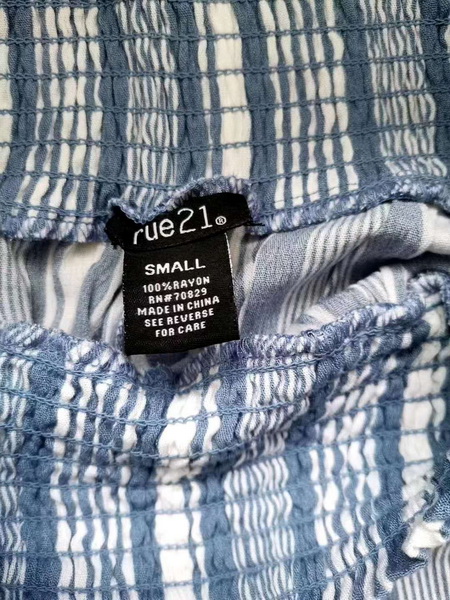 rue21®
SMALL
100%RAYON
RN#70829
MADE IN CHINA
SEE REVERSE
FOR CARE